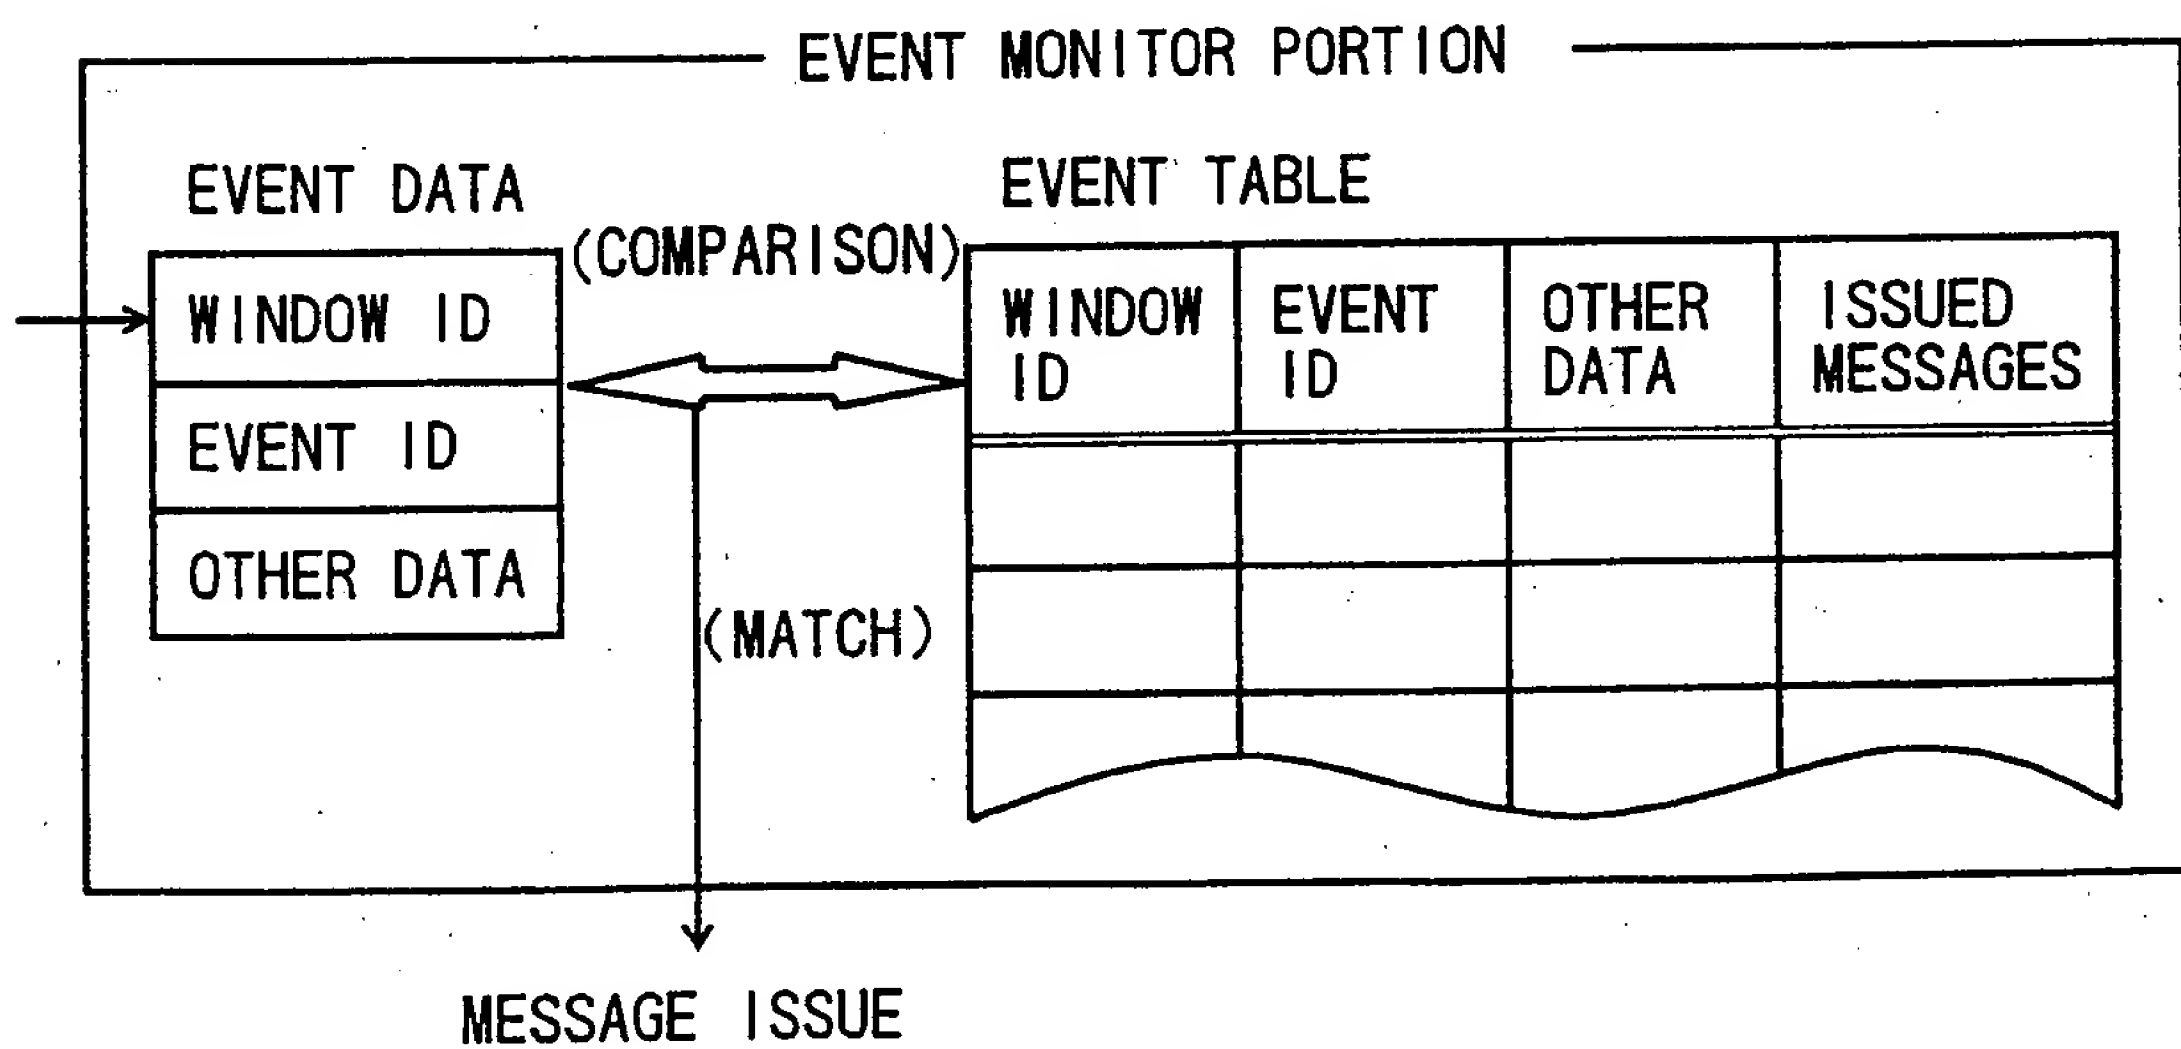 EVENT MONITOR PORTION
EVENT DATA
EVENT TABLE
(COMPARISON)
WINDOW ID
EVENT ID
OTHER DATA
WINDOW
ID
EVENT
ID
OTHER
DATA
ISSUED
MESSAGES
(MATCH)
MESSAGE ISSUE